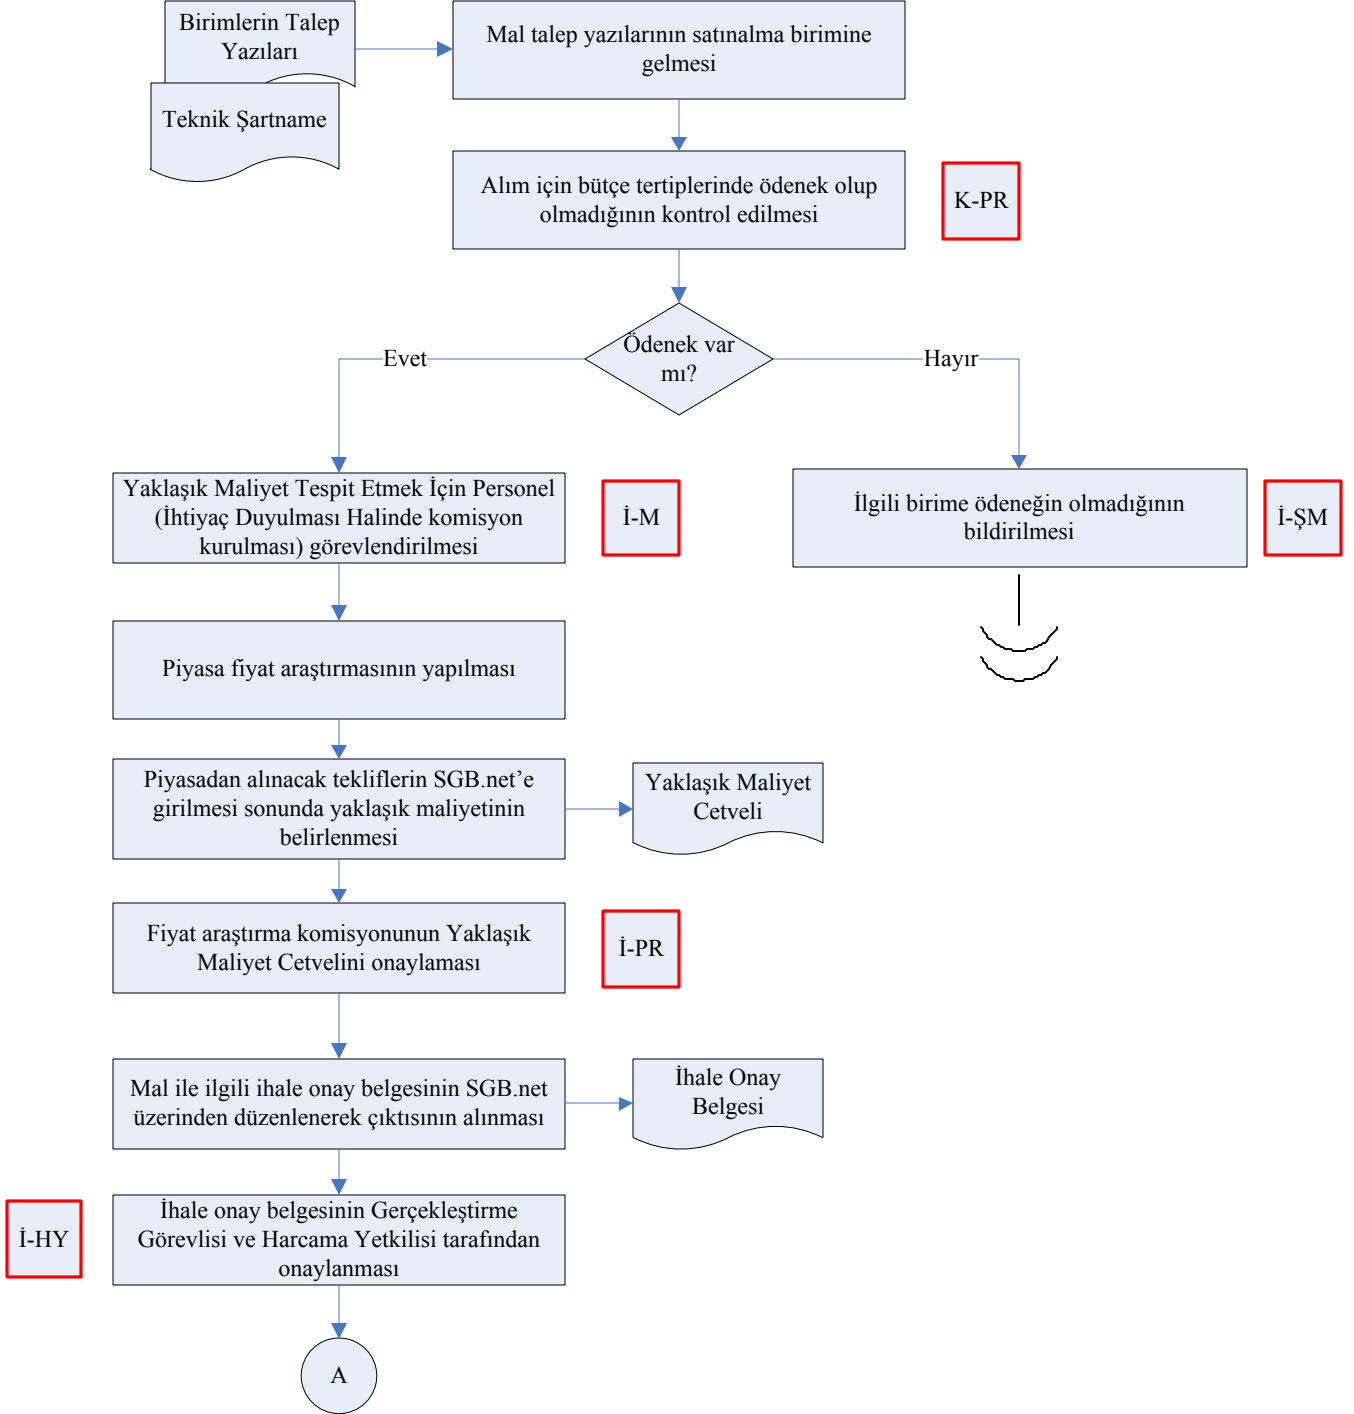 Birimlerin Talep
Yazıları
Mal talep yazılarının satınalma birimine
gelmesi
Teknik Şartname
Alım için bütçe tertiplerinde ödenek olup
olmadığının kontrol edilmesi
K-PR
Ödenek var
mı?
Evet
Hayır
Yaklaşık Maliyet Tespit Etmek İçin Personel
(İhtiyaç Duyulması Halinde komisyon
kurulması) görevlendirilmesi
İ-M
İlgili birime ödeneğin olmadığının
bildirilmesi
İ-ŞM
Piyasa fiyat araştırmasının yapılması
Piyasadan alınacak tekliflerin SGB.net’e
girilmesi sonunda yaklaşık maliyetinin
belirlenmesi
Yaklaşık Maliyet
Cetveli
Fiyat araştırma komisyonunun Yaklaşık
Maliyet Cetvelini onaylaması
İ-PR
Mal ile ilgili ihale onay belgesinin SGB.net
üzerinden düzenlenerek çıktısının alınması
İhale Onay
Belgesi
İ-HY
İhale onay belgesinin Gerçekleştirme
Görevlisi ve Harcama Yetkilisi tarafından
onaylanması
A